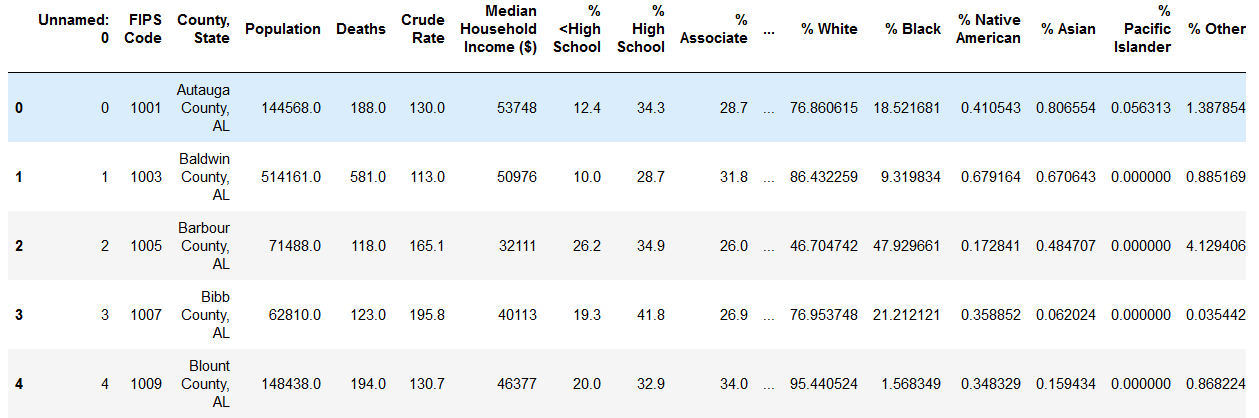 Unnamed: 0 FIPS Code County, State Population Deaths Crude Rate Median Household Income ($) % <High School % High School % Associate ... % White % Black % Native American % Asian % Pacific Islander % Other
0 0 1001 Autauga County, AL 144568.0 188.0 130.0 53748 12.4 34.3 28.7 ... 76.860615 18.521681 0.410543 0.806554 0.056313 1.387854
1 1 1003 Baldwin County, AL 514161.0 581.0 113.0 50976 10.0 28.7 31.8 ... 86.432259 9.319834 0.679164 0.670643 0.000000 0.885169
2 2 1005 Barbour County, AL 71488.0 118.0 165.1 32111 26.2 34.9 26.0 ... 46.704742 47.929661 0.172841 0.484707 0.000000 4.129406
3 3 1007 Bibb County, AL 62810.0 123.0 195.8 40113 19.3 41.8 26.9 ... 76.953748 21.212121 0.358852 0.062024 0.000000 0.035442
4 4 1009 Blount County, AL 148438.0 194.0 130.7 46377 20.0 32.9 34.0 ... 95.440524 1.568349 0.348329 0.159434 0.000000 0.868224